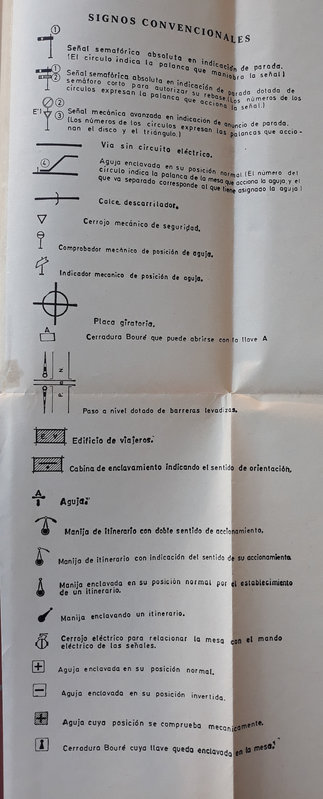 SIGNOS CONVENCIONALES
1
Señal semafórica absoluta en indicación de parada.
(El círculo indica la palanca que maniobra la señal.)
1
2
Señal semafórica absoluta en indicación de parada dotada de
semáforo corto para autorizar su rebase. (Los números de los
círculos expresan la palanca que acciona la señal.)
2
E'1 3
Señal mecánica avanzada en indicación de anuncio de parada.
(Los números de los círculos expresan las palancas que accio-
nan el disco y el triángulo.)
Via sin circuito eléctrico.
4
Aguja enclavada en su posición normal. (El número del
círculo indica la palanca de la mesa que acciona la aguja, y el
que va separado corresponde al que tiene asignado la aguja)
Calce descarrilador.
Cerrojo mecánico de seguridad.
Comprobador mecánico de posición de aguja.
Indicador mecanico de posición de aguja.
Placa giratoria.
A
Cerradura Bouré que puede abrirse con la llave A
P N
Paso a nivel dotado de barreras levadizas.
E V
Edificio de viajeros.
Cabina de enclavamiento indicando el sentido de orientación.
A
Aguja.
Manija de itinerario con doble sentido de accionamiento.
Manija de itinerario con indicación del sentido de su accionamiento.
Manija enclavada en su posición normal por el establecimiento
de un itinerario.
Manija enclavando un itinerario.
Cerrojo eléctrico para relacionar la mesa con el mando
eléctrico de las señales.
Aguja enclavada en su posición normal.
Aguja enclavada en su posición invertida.
Aguja cuya posición se comprueba mecanicamente.
Cerradura Bouré cuya llave queda enclavada en la mesa.